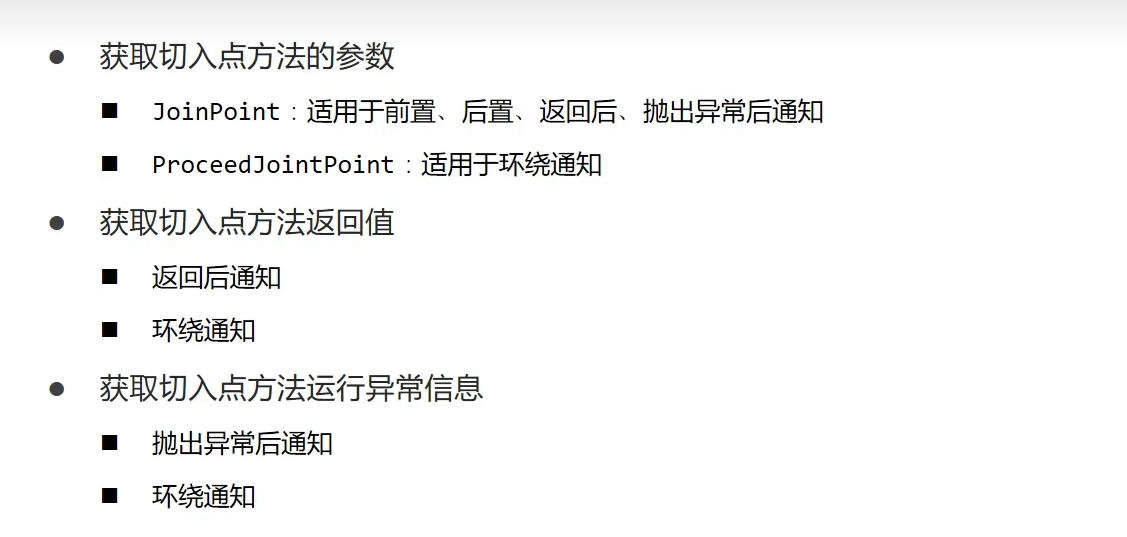 获取切入点方法的参数
JoinPoint：适用于前置、后置、返回后、抛出异常后通知
ProceedJointPoint：适用于环绕通知
获取切入点方法返回值
返回后通知
环绕通知
获取切入点方法运行异常信息
抛出异常后通知
环绕通知